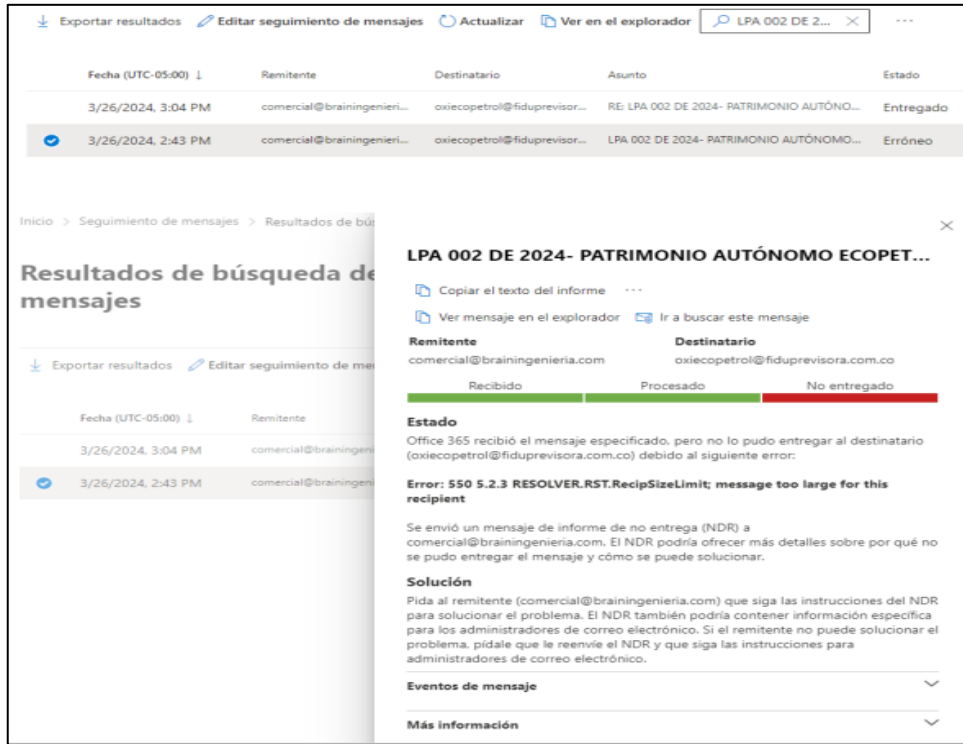 Exportar resultados Editar seguimiento de mensajes Actualizar Ver en el explorador LPA 002 DE 2... ...
Fecha (UTC-05:00) ↓ Remitente Destinatario Asunto Estado
3/26/2024, 3:04 PM comercial@brainingenieri... oxiecopetrol@fiduprevisor... RE: LPA 002 DE 2024- PATRIMONIO AUTÓNO... Entregado
3/26/2024, 2:43 PM comercial@brainingenieri... oxiecopetrol@fiduprevisor... LPA 002 DE 2024- PATRIMONIO AUTÓNOMO... Erróneo
Inicio > Seguimiento de mensajes > Resultados de bús
Resultados de búsqueda de
mensajes
Exportar resultados Editar seguimiento de me
Fecha (UTC-05:00) ↓ Remitente
3/26/2024, 3:04 PM comercial@brainingeni
3/26/2024, 2:43 PM comercial@brainingeni
LPA 002 DE 2024- PATRIMONIO AUTÓNOMO ECOPET...
Copiar el texto del informe ...
Ver mensaje en el explorador Ir a buscar este mensaje
Remitente Destinatario
comercial@brainingenieria.com oxiecopetrol@fiduprevisora.com.co
Recibido Procesado No entregado
Estado
Office 365 recibió el mensaje especificado, pero no lo pudo entregar al destinatario
(oxiecopetrol@fiduprevisora.com.co) debido al siguiente error:
Error: 550 5.2.3 RESOLVER.RST.RecipSizeLimit; message too large for this
recipient
Se envió un mensaje de informe de no entrega (NDR) a
comercial@brainingenieria.com. El NDR podría ofrecer más detalles sobre por qué no
se pudo entregar el mensaje y cómo se puede solucionar.
Solución
Pida al remitente (comercial@brainingenieria.com) que siga las instrucciones del NDR
para solucionar el problema. El NDR también podría contener información específica
para los administradores de correo electrónico. Si el remitente no puede solucionar el
problema, pídale que le reenvíe el NDR y que siga las instrucciones para
administradores de correo electrónico.
Eventos de mensaje
Más información